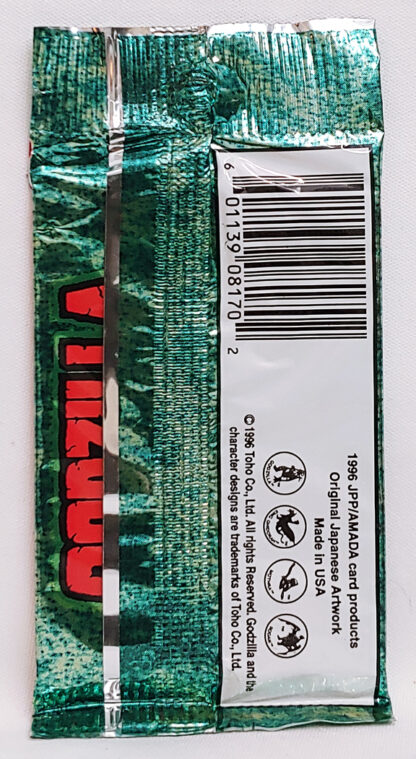 GODZILLA
6 01139 08170 2
1996 JPP/AMADA card products
Original Japanese Artwork
Made in USA
©1996 Toho Co., Ltd. All rights Reserved. Godzilla and the
character designs are trademarks of Toho Co., Ltd.